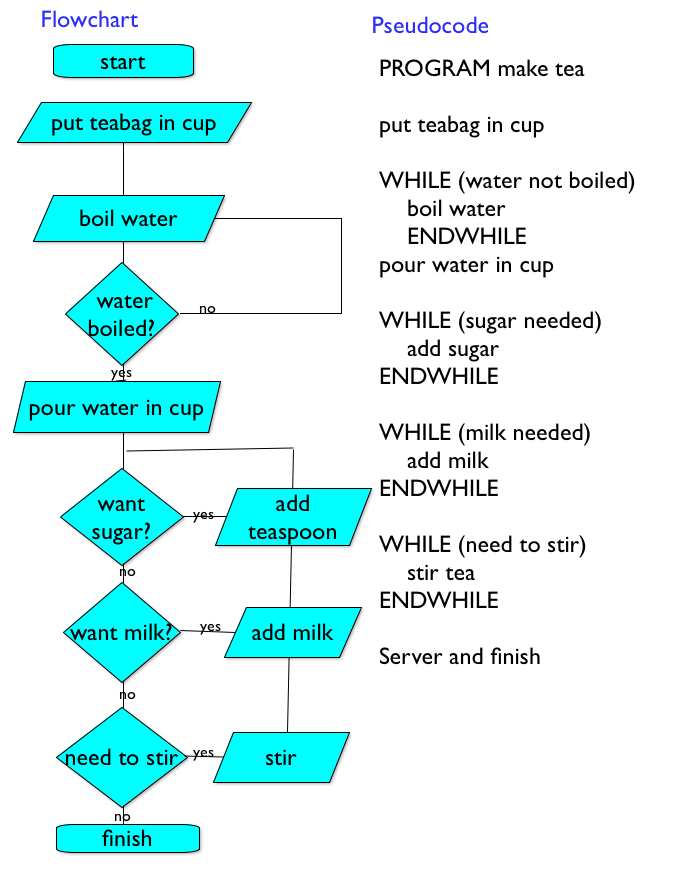 Flowchart
start
put teabag in cup
boil water
water
boiled?
no
yes
pour water in cup
want
sugar?
yes
add
teaspoon
no
want milk?
yes
add milk
no
need to stir
yes
stir
no
finish
Pseudocode
PROGRAM make tea
put teabag in cup
WHILE (water not boiled)
boil water
ENDWHILE
pour water in cup
WHILE (sugar needed)
add sugar
ENDWHILE
WHILE (milk needed)
add milk
ENDWHILE
WHILE (need to stir)
stir tea
ENDWHILE
Server and finish